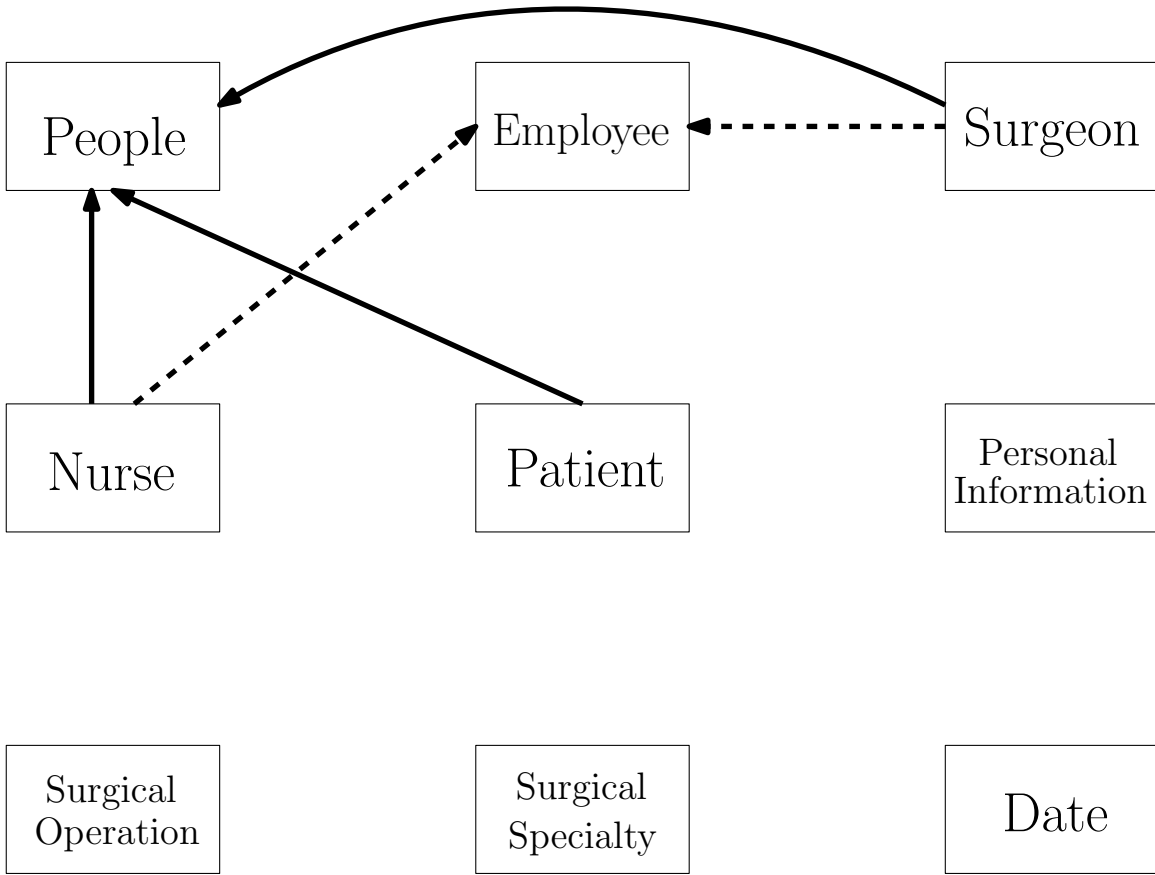 People
Employee
Surgeon
Nurse
Patient
Personal
Information
Surgical
Operation
Surgical
Specialty
Date